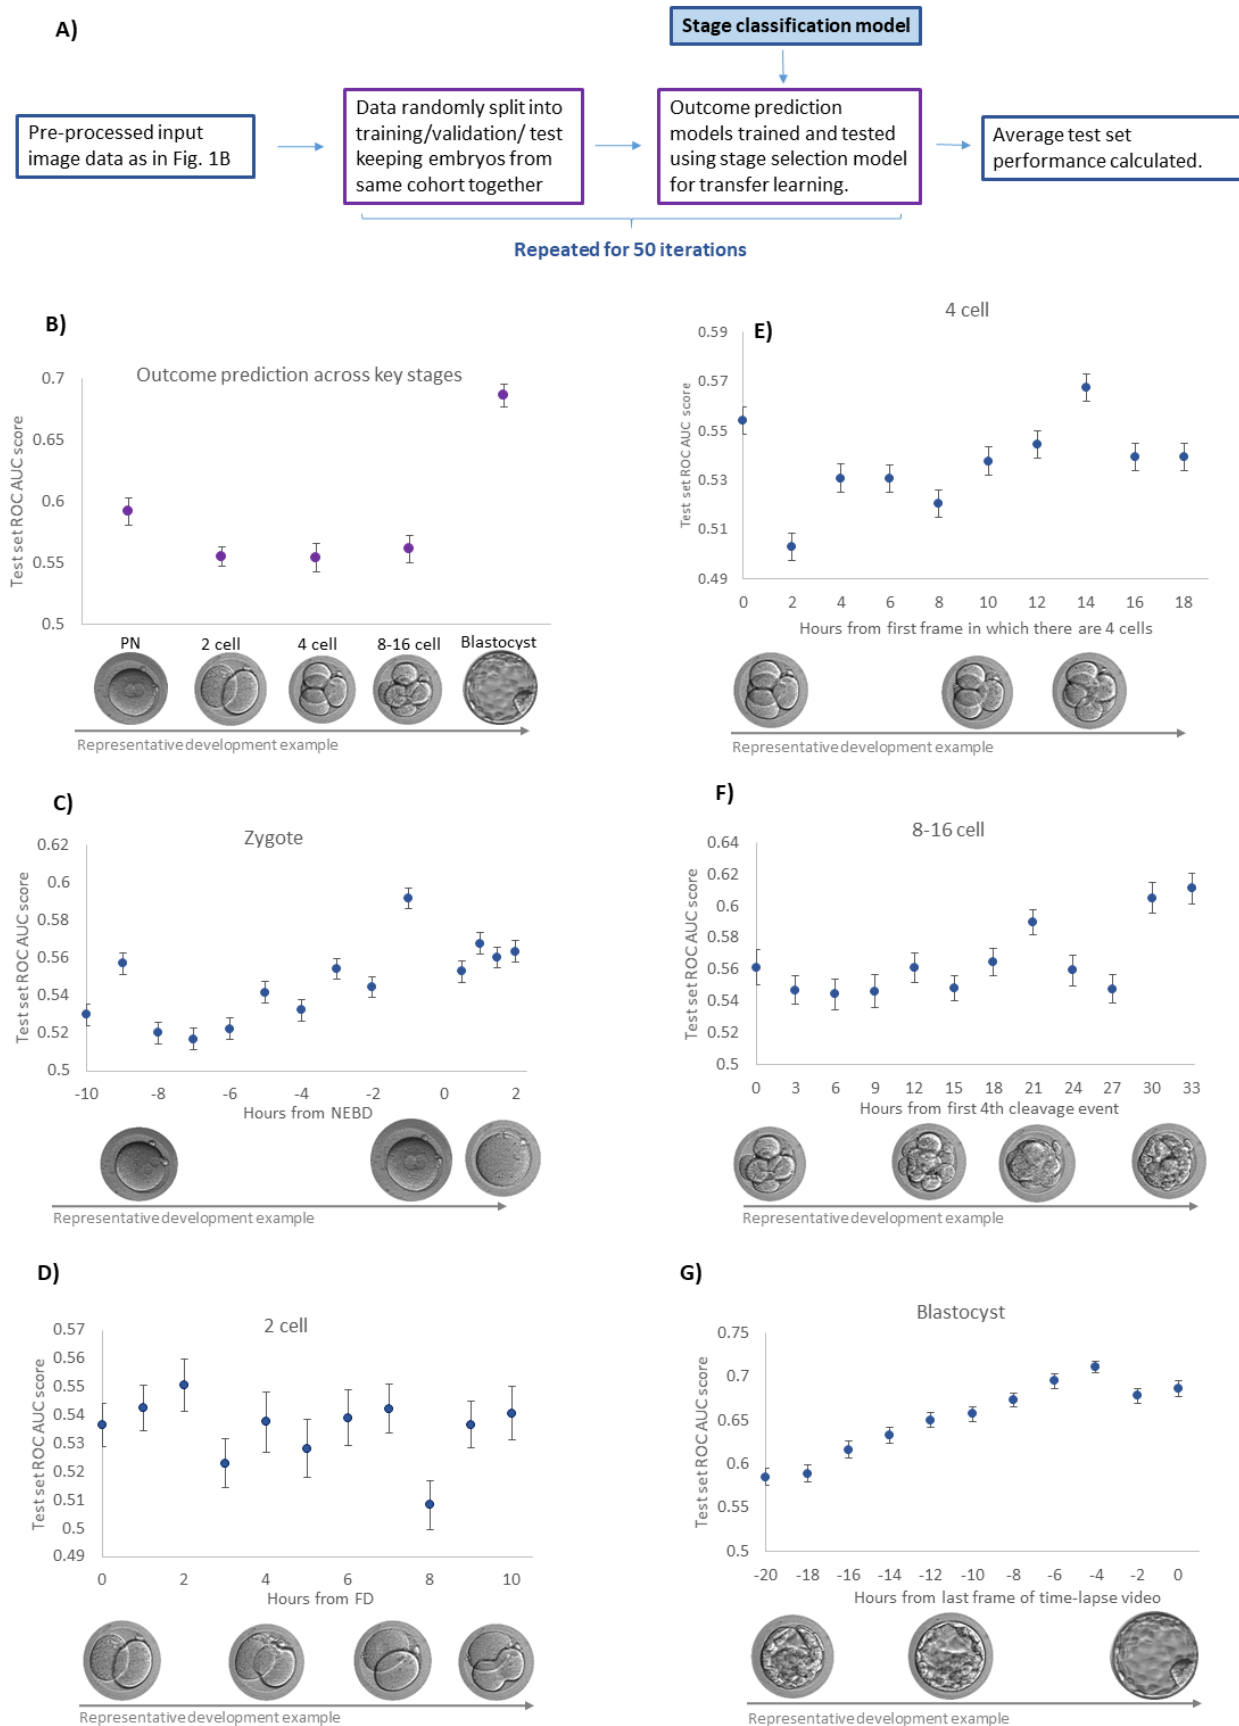 A)
Stage classification model
Pre-processed input
image data as in Fig. 1B
Data randomly split into
training/validation/ test
keeping embryos from
same cohort together
Outcome prediction
models trained and tested
using stage selection model
for transfer learning.
Average test set
performance calculated.
Repeated for 50 iterations
B)
Outcome prediction across key stages
Test set ROC AUC score
0.7
0.65
0.6
0.55
0.5
PN
2 cell
4 cell
8-16 cell
Blastocyst
Representative development example
C)
Zygote
Test set ROC AUC score
0.62
0.6
0.58
0.56
0.54
0.52
0.5
-10 -8 -6 -4 -2 0 2
Hours from NEBD
Representative development example
D)
2 cell
Test set ROC AUC score
0.57
0.56
0.55
0.54
0.53
0.52
0.51
0.5
0.49
0 2 4 6 8 10
Hours from FD
Representative development example
E)
4 cell
Test set ROC AUC score
0.59
0.57
0.55
0.53
0.51
0.49
0 2 4 6 8 10 12 14 16 18
Hours from first frame in which there are 4 cells
Representative development example
F)
8-16 cell
Test set ROC AUC score
0.64
0.62
0.6
0.58
0.56
0.54
0.52
0.5
0 3 6 9 12 15 18 21 24 27 30 33
Hours from first 4th cleavage event
Representative development example
G)
Blastocyst
Test set ROC AUC score
0.75
0.7
0.65
0.6
0.55
0.5
-20 -18 -16 -14 -12 -10 -8 -6 -4 -2 0
Hours from last frame of time-lapse video
Representative development example